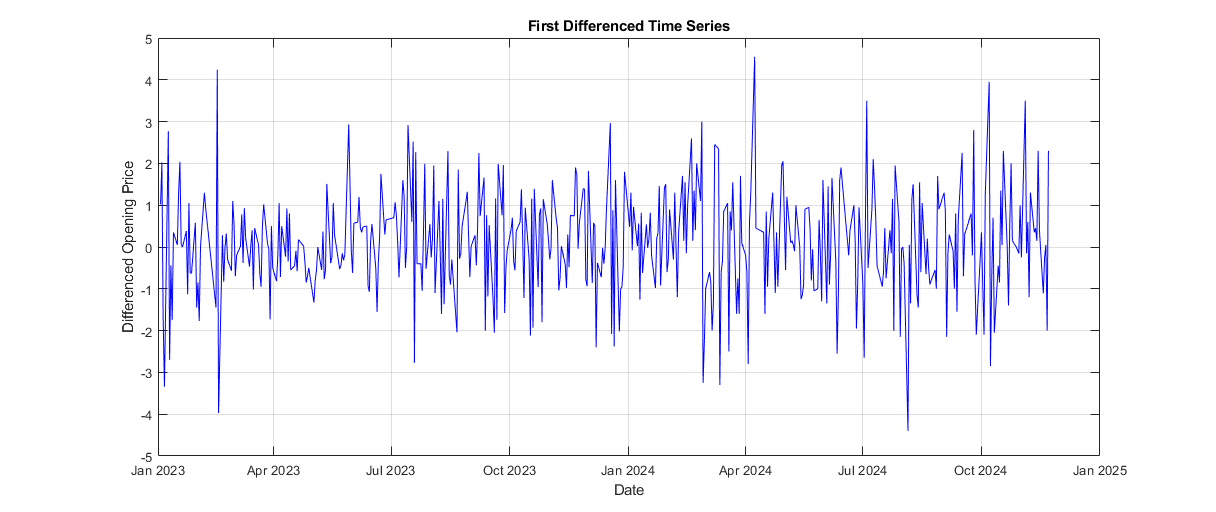 First Differenced Time Series
Differenced Opening Price
5
4
3
2
1
0
-1
-2
-3
-4
-5
Jan 2023 Apr 2023 Jul 2023 Oct 2023 Jan 2024 Apr 2024 Jul 2024 Oct 2024 Jan 2025
Date